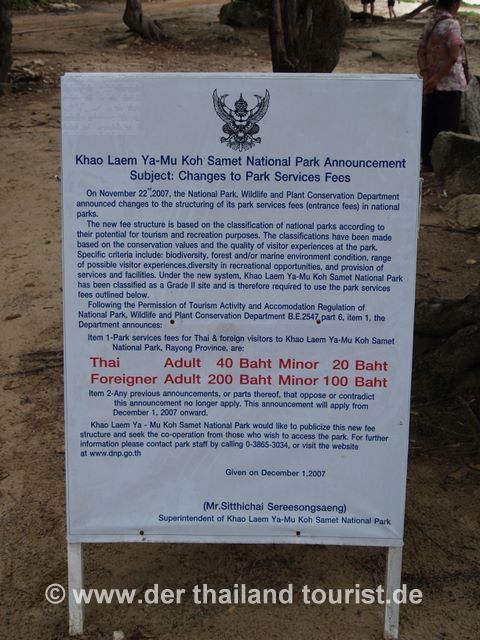 Khao Laem Ya-Mu Koh Samet National Park Announcement
Subject: Changes to Park Services Fees
On November 22nd,2007, the National Park, Wildlife and Plant Conservation Department
announced changes to the structuring of its park services fees (entrance fees) in national
parks.
The new fee structure is based on the classification of national parks according to
their potential for tourism and recreation purposes. The classifications have been made
based on the conservation values and the quality of visitor experiences at the park.
Specific criteria include: biodiversity, forest and/or marine environment condition, range
of possible visitor experiences,diversity in recreational opportunities, and provision of
services and facilities. Under the new system, Khao Laem Ya-Mu Koh Samet National Park
has been classified as a Grade II site and is therefore required to use the park services
fees outlined below.
Following the Permission of Tourism Activity and Accomodation Regulation of
National Park, Wildlife and Plant Conservation Department B.E.2547 part 6, item 1, the
Department announces:
Item 1-Park services fees for Thai & foreign visitors to Khao Laem Ya-Mu Koh Samet
National Park, Rayong Province, are:
Thai Adult 40 Baht Minor 20 Baht
Foreigner Adult 200 Baht Minor 100 Baht
Item 2-Any previous announcements, or parts thereof, that oppose or contradict
this announcement no longer apply. This announcement will apply from
December 1, 2007 onward.
Khao Laem Ya - Mu Koh Samet National Park would like to publicize this new fee
structure and seek the co-operation from those who wish to access the park. For further
information please contact park staff by calling 0-3865-3034, or visit the website
at www.dnp.go.th
Given on December 1,2007
(Mr.Sitthichai Sereesongsaeng)
Superintendent of Khao Laem Ya-Mu Koh Samet National Park
© www.der thailand tourist.de